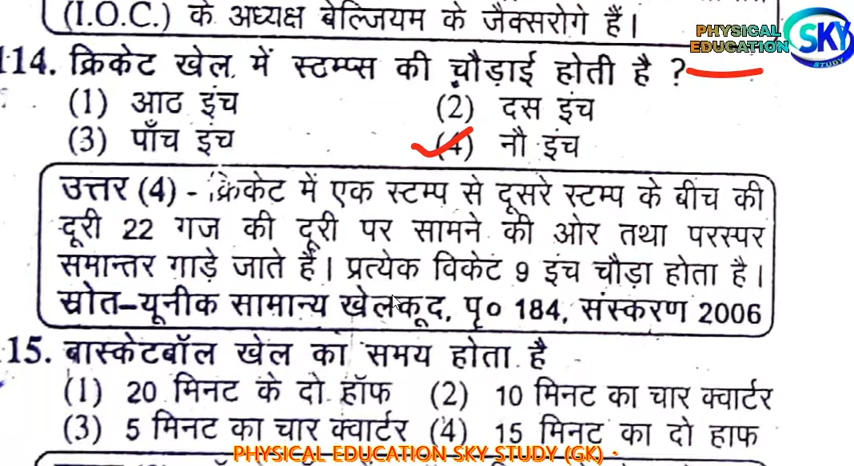 (I.O.C.) के अध्यक्ष बेल्जियम के जैक्सरोगे हैं।
PHYSICAL
EDUCATION
SKY
STUDY
114. क्रिकेट खेल में स्टम्प्स की चौड़ाई होती है ?
(1) आठ इंच (2) दस इंच
(3) पाँच इंच (4) नौ इंच
उत्तर (4) - क्रिकेट में एक स्टम्प से दूसरे स्टम्प के बीच की
दूरी 22 गज की दूरी पर सामने की ओर तथा परस्पर
समान्तर गाड़े जाते हैं। प्रत्येक विकेट 9 इंच चौड़ा होता है।
स्रोत–यूनीक सामान्य खेलकूद, पृ० 184, संस्करण 2006
15. बास्केटबॉल खेल का समय होता है
(1) 20 मिनट के दो हॉफ (2) 10 मिनट का चार क्वार्टर
(3) 5 मिनट का चार क्वार्टर (4) 15 मिनट का दो हाफ
PHYSICAL EDUCATION SKY STUDY (GK)